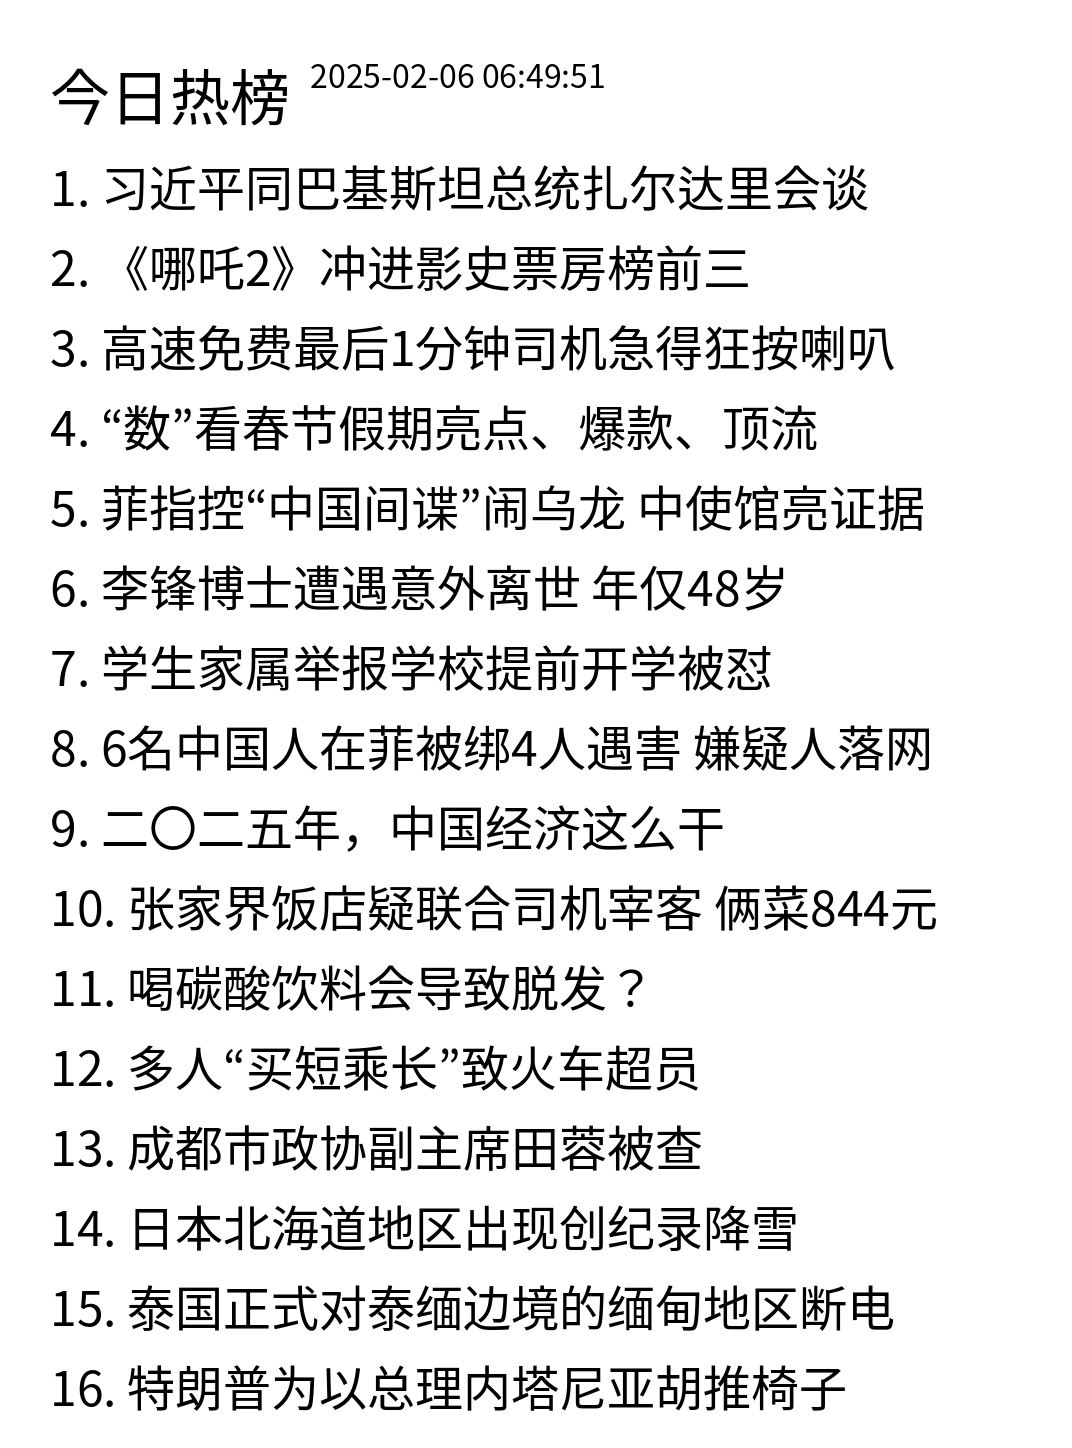 今日热榜 2025-02-06 06:49:51
1. 习近平同巴基斯坦总统扎尔达里会谈
2. 《哪吒2》冲进影史票房榜前三
3. 高速免费最后1分钟司机急得狂按喇叭
4. “数”看春节假期亮点、爆款、顶流
5. 菲指控“中国间谍”闹乌龙 中使馆亮证据
6. 李锋博士遭遇意外离世 年仅48岁
7. 学生家属举报学校提前开学被怼
8. 6名中国人在菲被绑4人遇害 嫌疑人落网
9. 二〇二五年，中国经济这么干
10. 张家界饭店疑联合司机宰客 俩菜844元
11. 喝碳酸饮料会导致脱发？
12. 多人“买短乘长”致火车超员
13. 成都市政协副主席田蓉被查
14. 日本北海道地区出现创纪录降雪
15. 泰国正式对泰缅边境的缅甸地区断电
16. 特朗普为以总理内塔尼亚胡推椅子